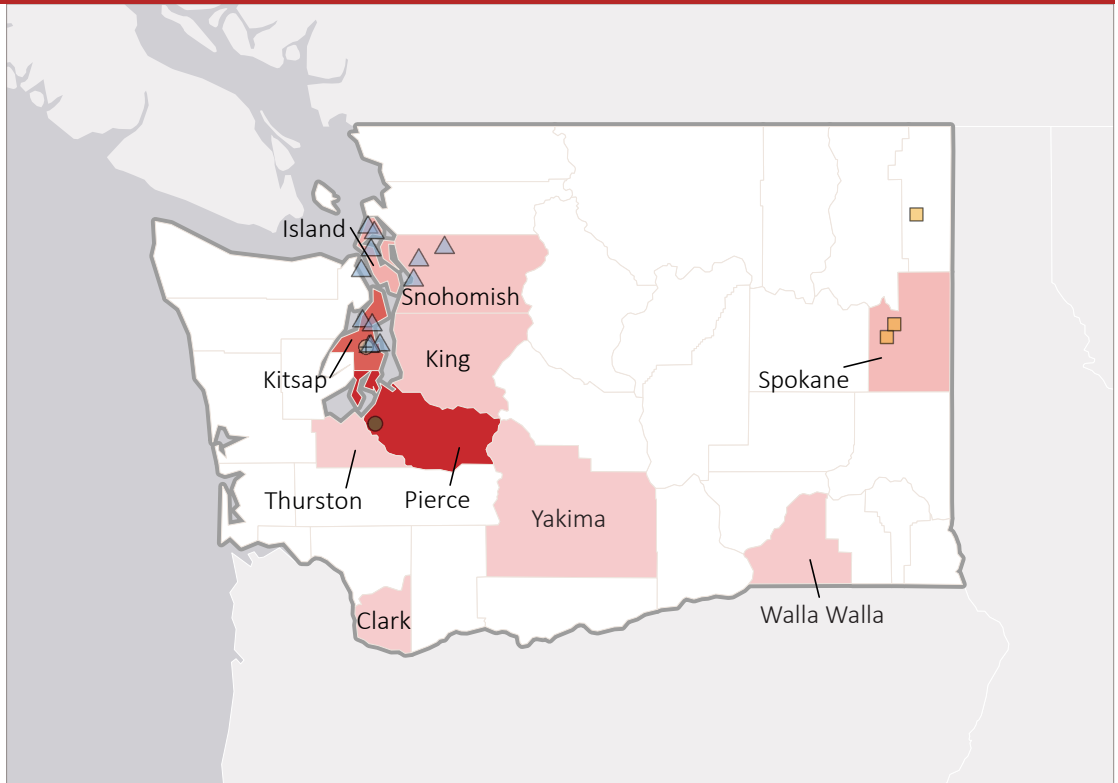 Island
Snohomish
King
Kitsap
Spokane
Thurston
Pierce
Yakima
Walla Walla
Clark